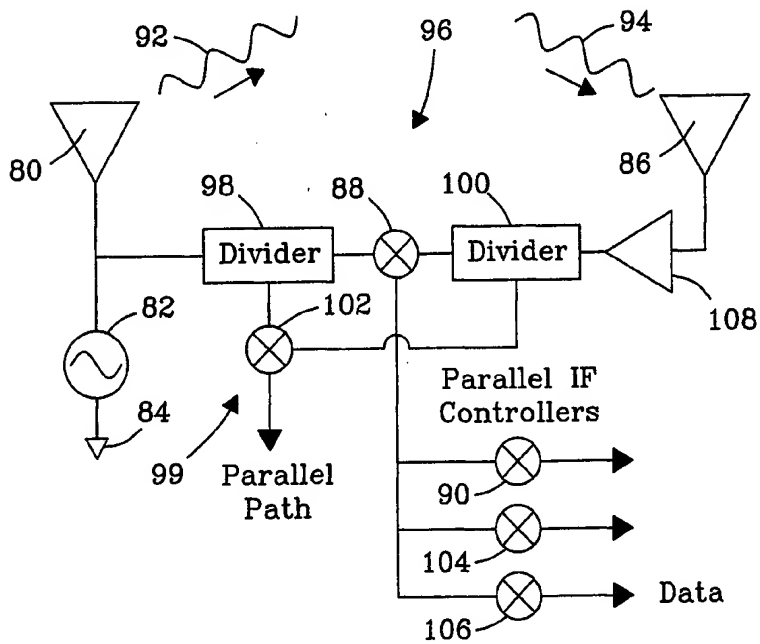 92
96
94
80
98
88
100
86
Divider
Divider
82
102
108
84
Parallel IF
Controllers
99
Parallel
Path
90
104
106
Data